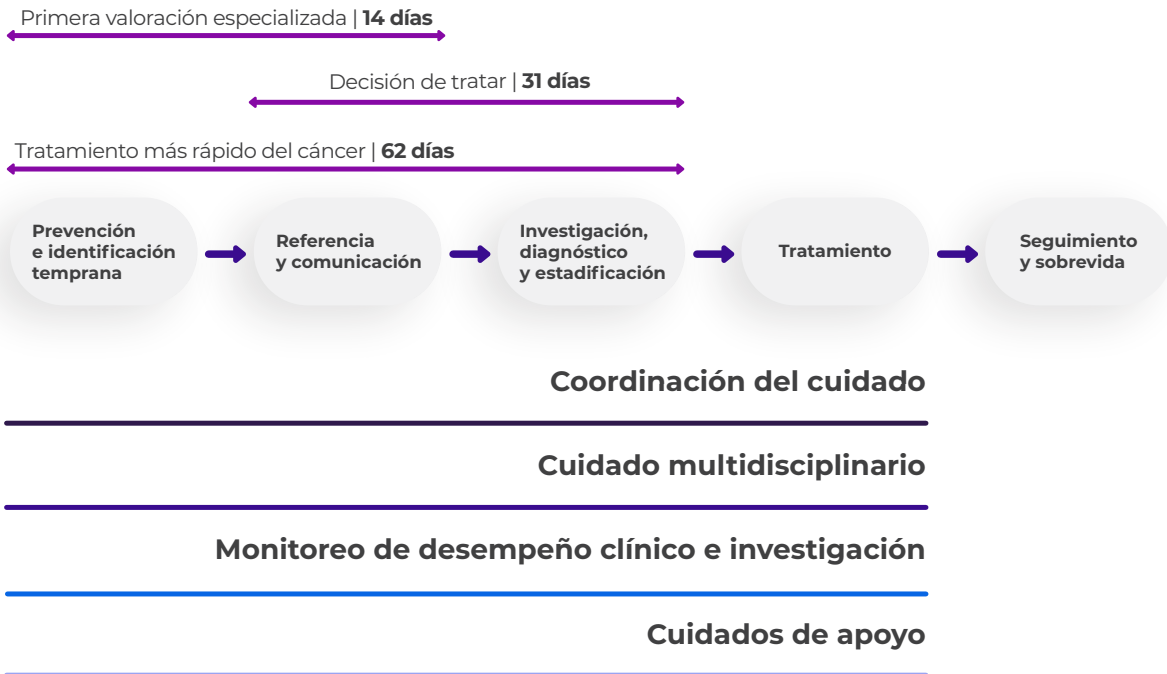 Primera valoración especializada | 14 días
Decisión de tratar | 31 días
Tratamiento más rápido del cáncer | 62 días
Prevención
e identificación
temprana
Referencia
y comunicación
Investigación,
diagnóstico
y estadificación
Tratamiento
Seguimiento
y sobrevida
Coordinación del cuidado
Cuidado multidisciplinario
Monitoreo de desempeño clínico e investigación
Cuidados de apoyo